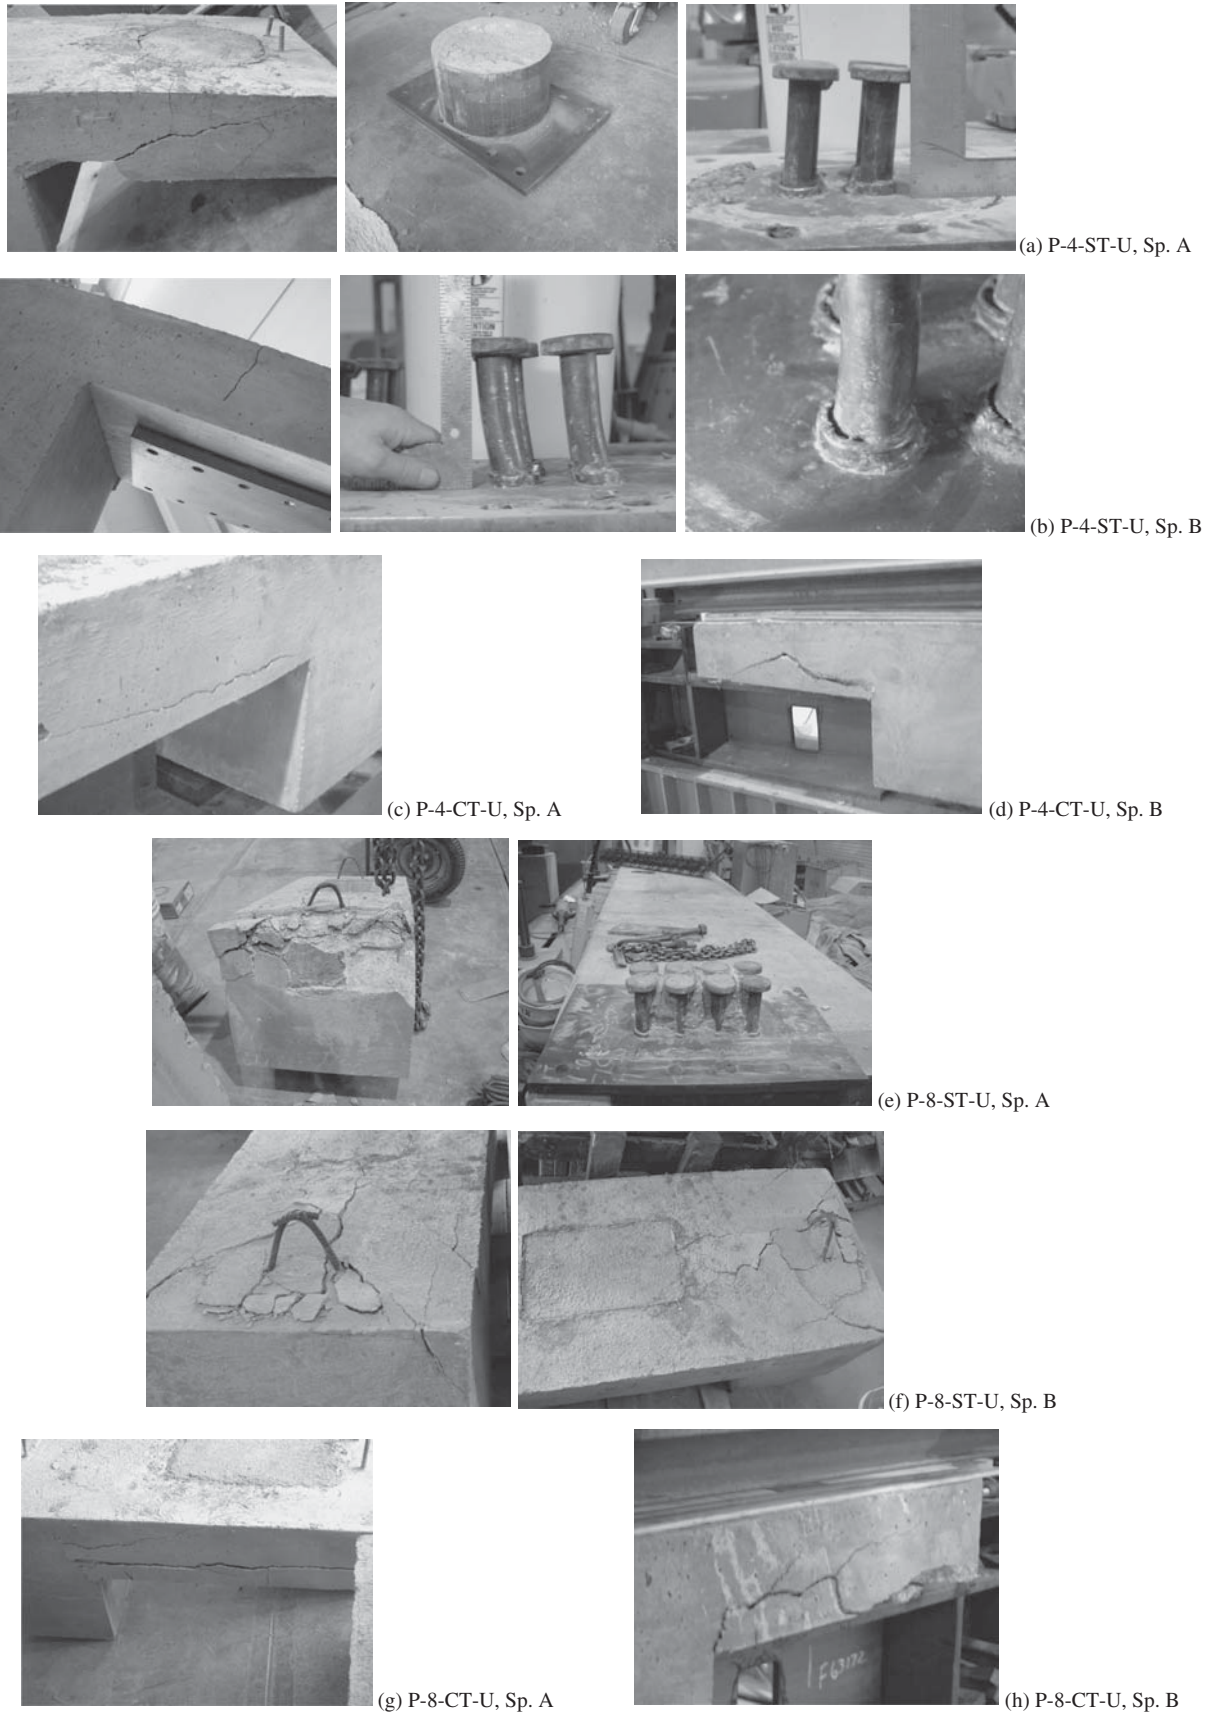 (a) P-4-ST-U, Sp. A
NTION
(b) P-4-ST-U, Sp. B
(c) P-4-CT-U, Sp. A
(d) P-4-CT-U, Sp. B
(e) P-8-ST-U, Sp. A
(f) P-8-ST-U, Sp. B
F63172
(g) P-8-CT-U, Sp. A
(h) P-8-CT-U, Sp. B